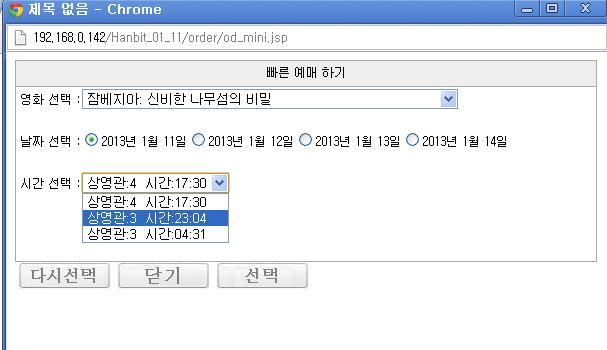 제목 없음 - Chrome
192.168.0.142/Hanbit_01_11/order/od_mini.jsp
빠른 예매 하기
영화 선택 : 잠베지아: 신비한 나무섬의 비밀
날짜 선택 : 2013년 1월 11일 2013년 1월 12일 2013년 1월 13일 2013년 1월 14일
시간 선택 : 상영관:4 시간:17:30
상영관:4 시간:17:30
상영관:3 시간:23:04
상영관:3 시간:04:31
다시선택 닫기 선택